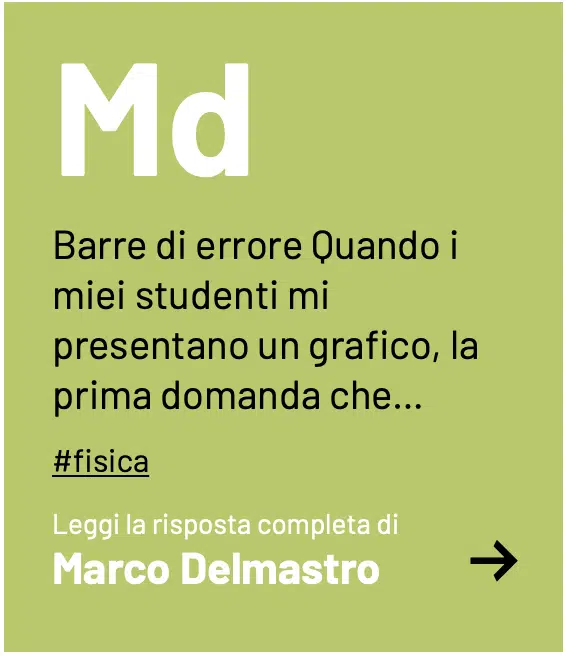 Md
Barre di errore Quando i
miei studenti mi
presentano un grafico, la
prima domanda che...
#fisica
Leggi la risposta completa di
Marco Delmastro